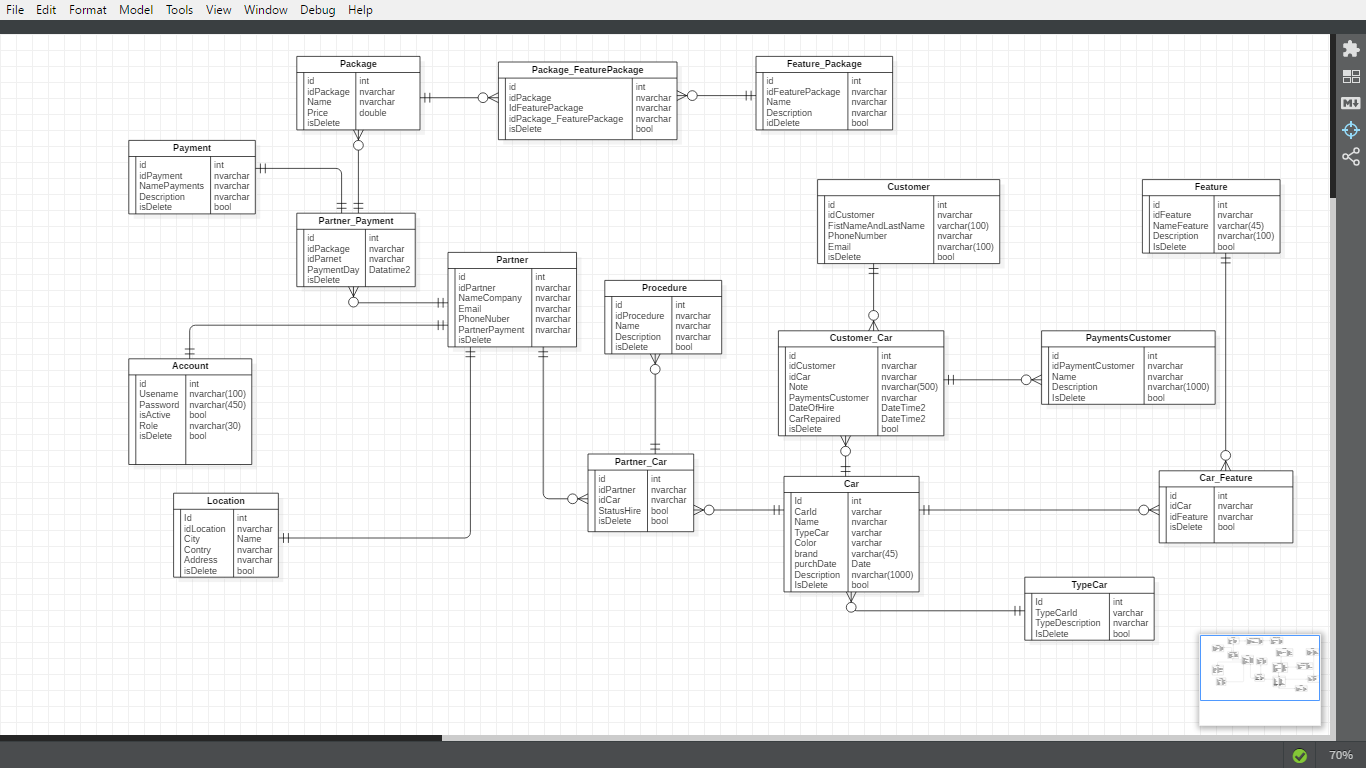 File Edit Format Model Tools View Window Debug Help
Package
id int
idPackage nvarchar
Name nvarchar
Price double
isDelete
Package_FeaturePackage
id int
idPackage nvarchar
IdFeaturePackage nvarchar
idPackage_FeaturePackage nvarchar
isDelete bool
Feature_Package
id int
idFeaturePackage nvarchar
Name nvarchar
Description nvarchar
idDelete bool
Payment
id int
idPayment nvarchar
NamePayments nvarchar
Description nvarchar
isDelete bool
Partner_Payment
id int
idPackage nvarchar
idParnet nvarchar
PaymentDay Datatime2
isDelete
Partner
id int
idPartner nvarchar
NameCompany nvarchar
Email nvarchar
PhoneNuber nvarchar
PartnerPayment nvarchar
isDelete
Procedure
id int
idProcedure nvarchar
Name nvarchar
Description nvarchar
isDelete bool
Customer
id int
idCustomer nvarchar
FistNameAndLastName varchar(100)
PhoneNumber nvarchar
Email nvarchar(100)
isDelete bool
Feature
id int
idFeature nvarchar
NameFeature varchar(45)
Description nvarchar(100)
IsDelete bool
Account
id int
Usename nvarchar(100)
Password nvarchar(450)
isActive bool
Role nvarchar(30)
isDelete bool
Customer_Car
id int
idCustomer nvarchar
idCar nvarchar
Note nvarchar(500)
PaymentsCustomer nvarchar
DateOfHire DateTime2
CarRepaired DateTime2
isDelete bool
PaymentsCustomer
id int
idPaymentCustomer nvarchar
Name nvarchar
Description nvarchar(1000)
IsDelete bool
Location
Id int
idLocation nvarchar
City Name
Contry nvarchar
Address nvarchar
isDelete bool
Partner_Car
id int
idPartner nvarchar
idCar nvarchar
StatusHire bool
isDelete bool
Car
Id int
CarId varchar
Name nvarchar
TypeCar varchar
Color varchar
brand varchar(45)
purchDate Date
Description nvarchar(1000)
IsDelete bool
Car_Feature
id int
idCar nvarchar
idFeature nvarchar
isDelete bool
TypeCar
Id int
TypeCarId varchar
TypeDescription nvarchar
IsDelete bool
M
70%